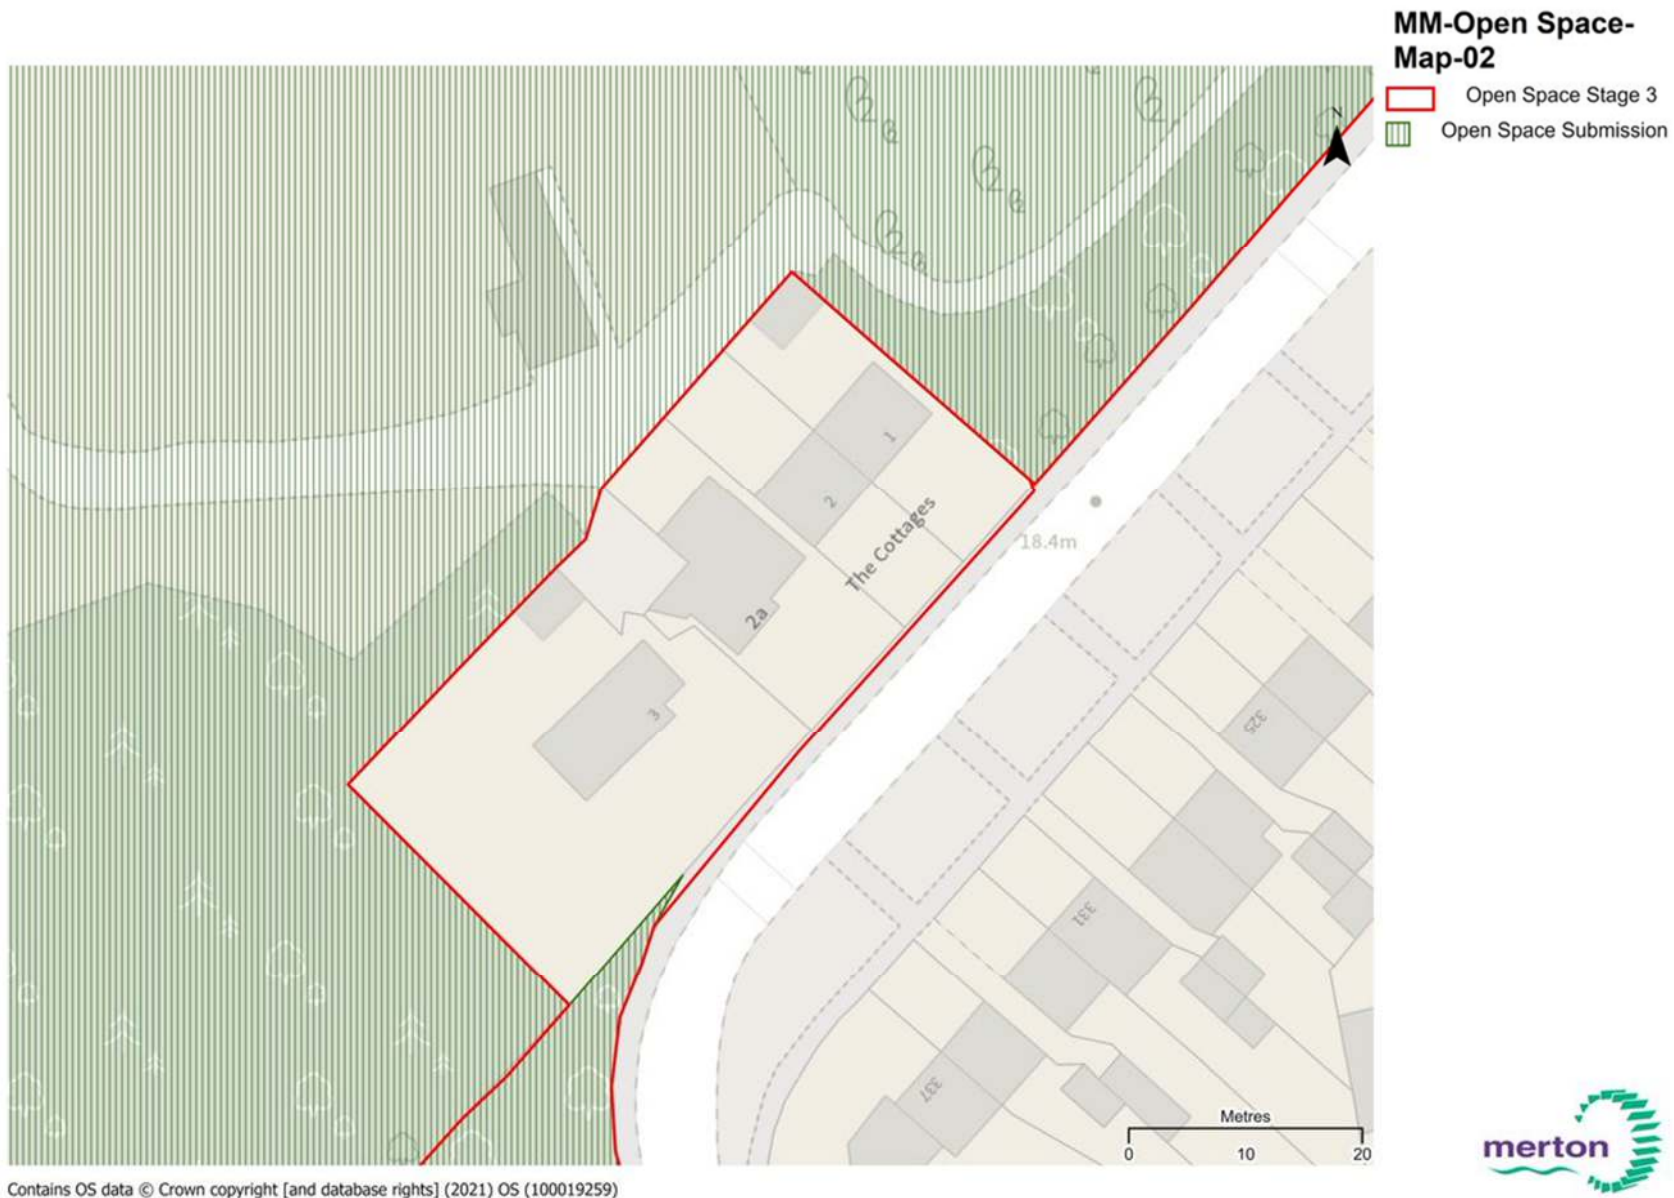 MM-Open Space-
Map-02
Open Space Stage 3
Open Space Submission
N
1
2
The Cottages
18.4m
2a
3
325
331
337
Metres
0 10 20
merton
Contains OS data © Crown copyright [and database rights] (2021) OS (100019259)